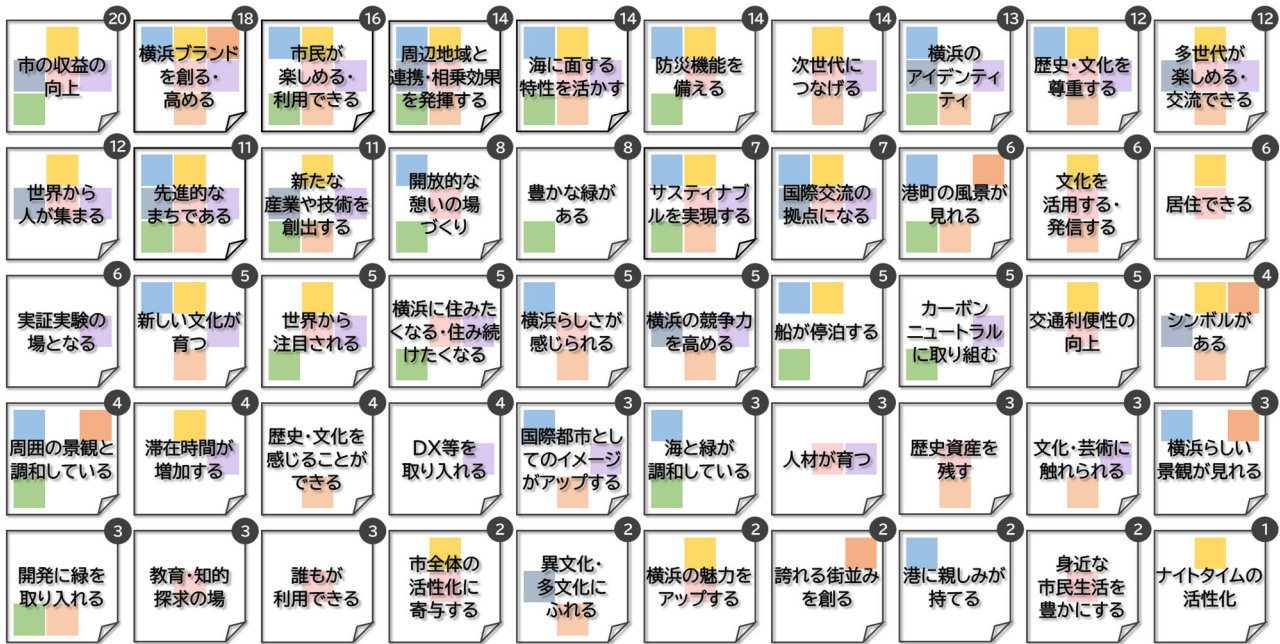 20
市の収益の
向上
18
横浜ブランド
を創る・
高める
16
市民が
楽しめる・
利用できる
14
周辺地域と
連携・相乗効果
を発揮する
14
海に面する
特性を活かす
14
防災機能を
備える
14
次世代に
つなげる
13
横浜の
アイデンティ
ティ
12
歴史・文化を
尊重する
12
多世代が
楽しめる・
交流できる
12
世界から
人が集まる
11
先進的な
まちである
11
新たな
産業や技術を
創出する
8
開放的な
憩いの場
づくり
8
豊かな緑が
ある
7
サスティナブ
ルを実現する
7
国際交流の
拠点になる
6
港町の風景が
見れる
6
文化を
活用する・
発信する
6
居住できる
6
実証実験の
場となる
5
新しい文化が
育つ
5
世界から
注目される
5
横浜に住みた
くなる・住み続
けたくなる
5
横浜らしさが
感じられる
5
横浜の競争力
を高める
5
船が停泊する
5
カーボン
ニュートラル
に取り組む
5
交通利便性の
向上
4
シンボルが
ある
4
周囲の景観と
調和している
4
滞在時間が
増加する
4
歴史・文化を
感じることが
できる
4
DX等を
取り入れる
3
国際都市とし
てのイメージ
がアップする
3
海と緑が
調和している
3
人材が育つ
3
歴史資産を
残す
3
文化・芸術に
触れられる
3
横浜らしい
景観が見れる
3
開発に緑を
取り入れる
3
教育・知的
探求の場
3
誰もが
利用できる
2
市全体の
活性化に
寄与する
2
異文化・
多文化に
ふれる
2
横浜の魅力を
アップする
2
誇れる街並み
を創る
2
港に親しみが
持てる
2
身近な
市民生活を
豊かにする
1
ナイトタイムの
活性化